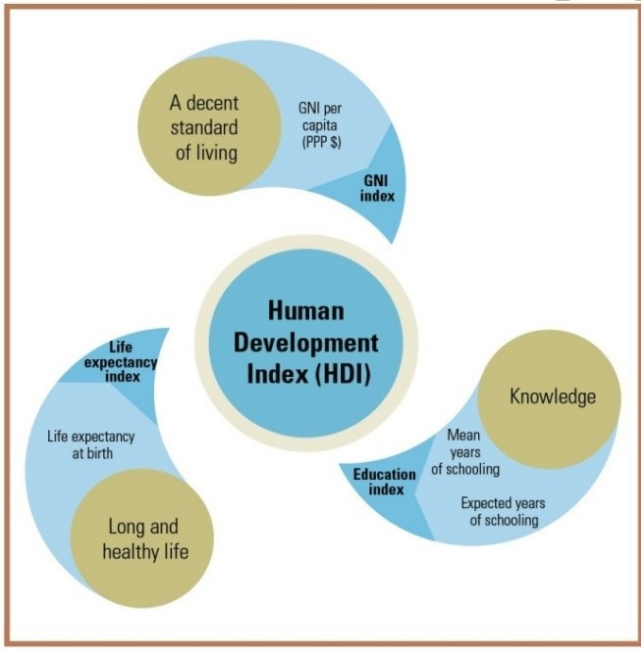 A decent
standard
of living
GNI per
capita
(PPP $)
GNI
index
Human
Development
Index (HDI)
Life
expectancy
index
Life expectancy
at birth
Long and
healthy life
Knowledge
Mean
years
of schooling
Expected years
of schooling
Education
index